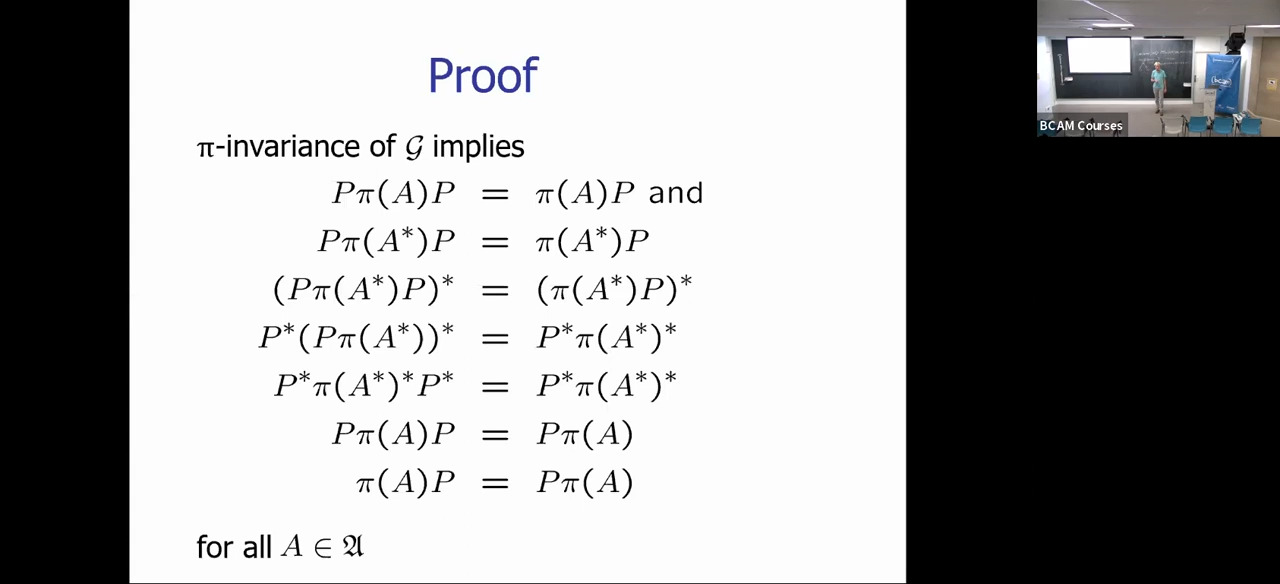 Proof
π-invariance of 𝒢 implies
Pπ(A)P = π(A)P and
Pπ(A*)P = π(A*)P
(Pπ(A*)P)* = (π(A*)P)*
P*(Pπ(A*))* = P*π(A*)*
P*π(A*)*P* = P*π(A*)*
Pπ(A)P = Pπ(A)
π(A)P = Pπ(A)
for all A ∈ 𝔄
BCAM Courses